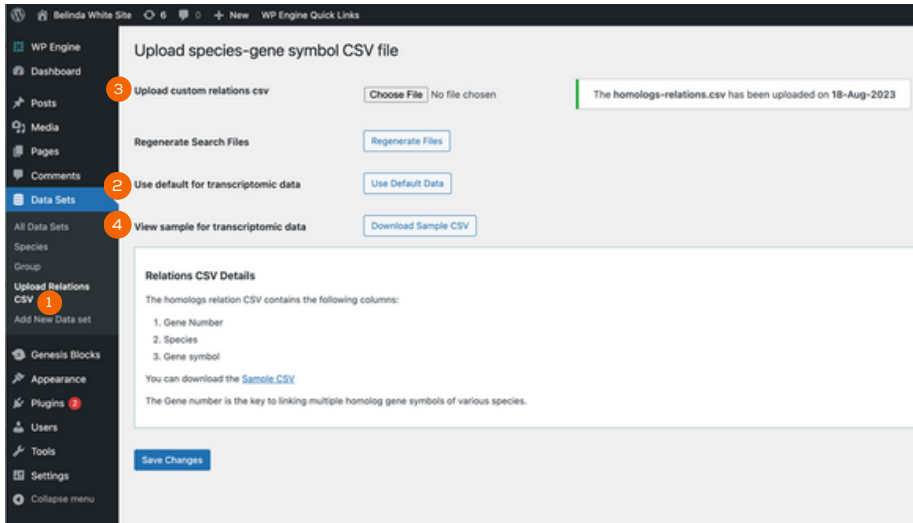 Belinda White Site 6 0 + New WP Engine Quick Links
WP Engine
Dashboard
Posts
Media
Pages
Comments
Data Sets
All Data Sets
Species
Group
Upload Relations
CSV 1
Add New Data set
Genesis Blocks
Appearance
Plugins 2
Users
Tools
Settings
Collapse menu
Upload species-gene symbol CSV file
3 Upload custom relations csv Choose File No file chosen
The homologs-relations.csv has been uploaded on 18-Aug-2023
Regenerate Search Files Regenerate Files
2 Use default for transcriptomic data Use Default Data
4 View sample for transcriptomic data Download Sample CSV
Relations CSV Details
The homologs relation CSV contains the following columns:
1. Gene Number
2. Species
3. Gene symbol
You can download the Sample CSV
The Gene number is the key to linking multiple homolog gene symbols of various species.
Save Changes